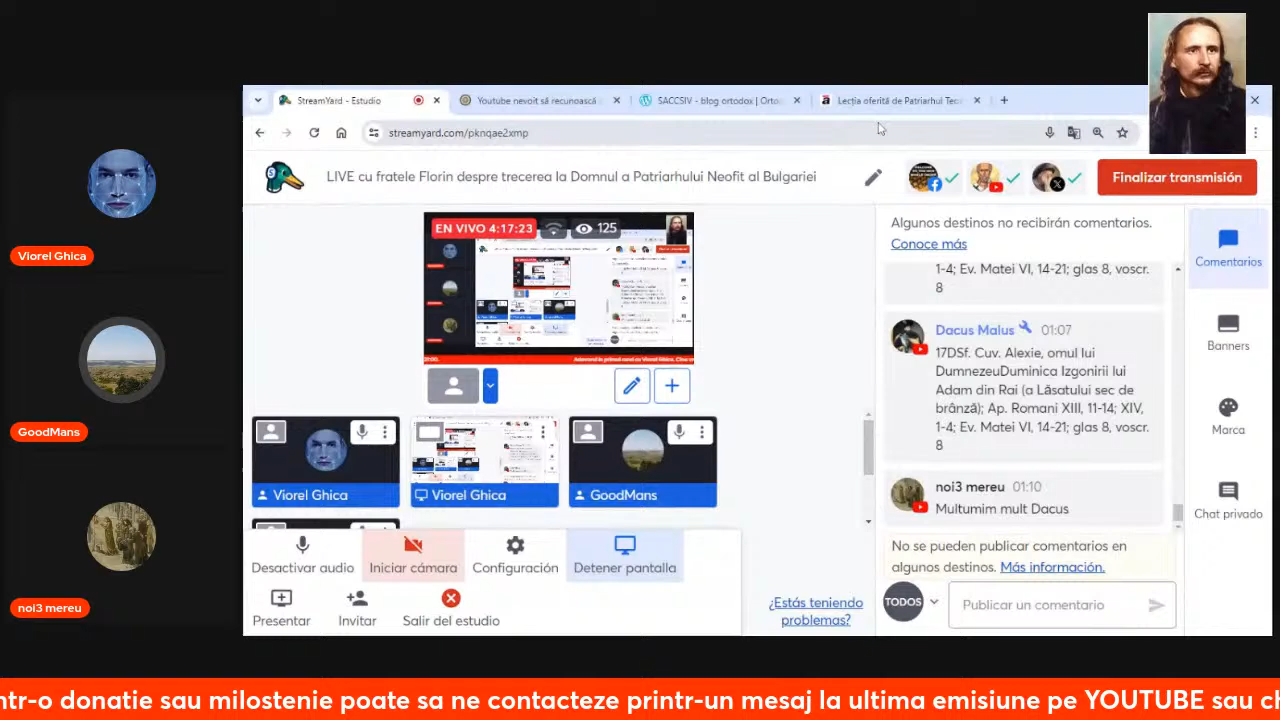 StreamYard - Estudio
Youtube nevoit să recunoască
SACCSIV - blog ortodox | Orto
Lecția oferită de Patriarhul Teo
streamyard.com/pknqae2xmp
LIVE cu fratele Florin despre trecerea la Domnul a Patriarhului Neofit al Bulgariei
Finalizar transmisión
Viorel Ghica
GoodMans
noi3 mereu
EN VIVO 4:17:23
125
Viorel Ghica
Viorel Ghica
GoodMans
Desactivar audio
Iniciar cámara
Configuración
Detener pantalla
Presentar
Invitar
Salir del estudio
¿Estás teniendo
problemas?
Algunos destinos no recibirán comentarios.
Conoce más
1-4; Ev. Matei VI, 14-21; glas 8, voscr.
8
Dacus Malus 01:07
17DSf. Cuv. Alexie, omul lui
DumnezeuDuminica Izgonirii lui
Adam din Rai (a Lăsatului sec de
brânză); Ap. Romani XIII, 11-14; XIV,
1-4; Ev. Matei VI, 14-21; glas 8, voscr.
8
noi3 mereu 01:10
Multumim mult Dacus
No se pueden publicar comentarios en
algunos destinos. Más información.
TODOS
Publicar un comentario
Comentarios
Banners
Marca
Chat privado
ntr-o donatie sau milostenie poate sa ne contacteze printr-un mesaj la ultima emisiune pe YOUTUBE sau